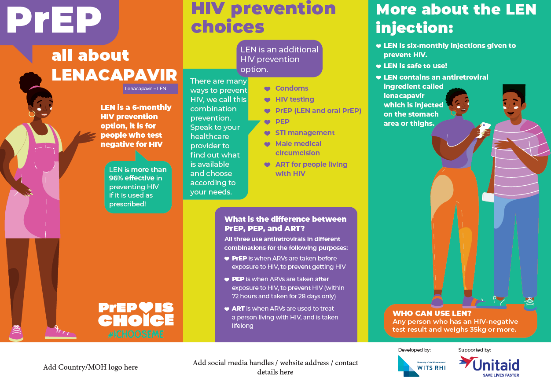 PrEP
all about
LENACAPAVIR
LEN is a 6-monthly
HIV prevention
option, it is for
people who test
negative for HIV
LEN is more than
96% effective in
preventing HIV
if it is used as
prescribed!
PrEP IS
CHOICE
Add Country/MOH logo here
HIV prevention
choices
LEN is an additional
HIV prevention
option.
There are many
ways to prevent
HIV, we call this
combination
prevention.
Speak to your
healthcare
provider to
find out what
is available
and choose
according to
your needs.
Condoms
HIV testing
PrEP (LEN and oral PrEP)
PEP
STI management
Male medical
circumcision
ART for people living
with HIV
What is the difference between
PrEP, PEP, and ART?
All three use antiretrovirals in different
combinations for the following purposes:
PrEP is when ARVs are taken before
exposure to HIV, to prevent getting HIV
PEP is when ARVs are taken after
exposure to HIV, to prevent HIV (within
72 hours and taken for 28 days only)
ART is when ARVs are used to treat
a person living with HIV, and is taken
lifelong
Add social media handles / website address / contact
details here
More about the LEN
injection:
LEN is six-monthly injections given to
prevent HIV.
LEN is safe to use!
LEN contains an antiretroviral
ingredient called
lenacapavir
which is injected
on the stomach
area or thighs.
WHO CAN USE LEN?
Any person who has an HIV-negative
test result and weighs 35kg or more.
Developed by:
WITS RHI
Supported by:
Unitaid
SAVE LIVES FASTER